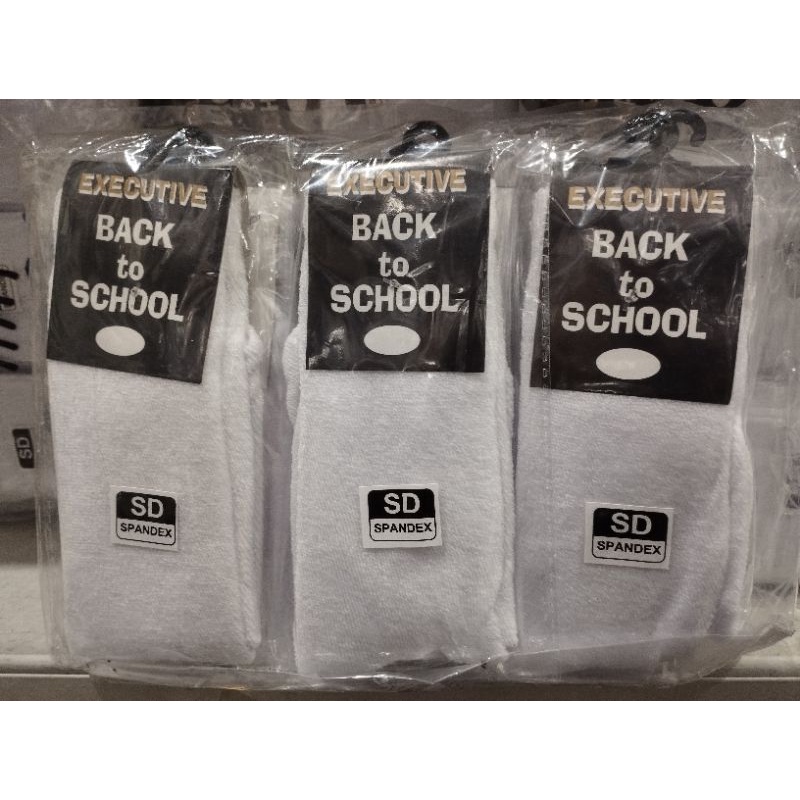 EXECUTIVE
BACK
to
SCHOOL
SD
SPANDEX
EXECUTIVE
BACK
to
SCHOOL
SD
SPANDEX
EXECUTIVE
BACK
to
SCHOOL
SD
SPANDEX
SD